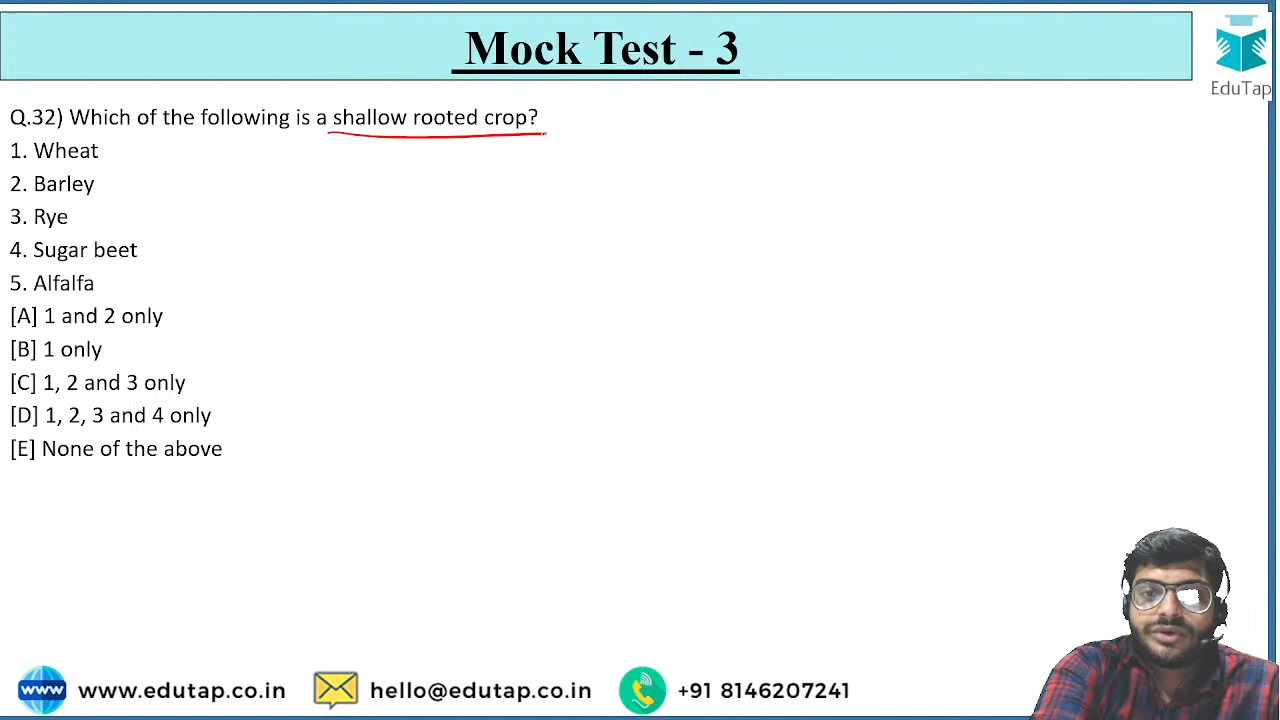 Mock Test - 3
EduTap
Q.32) Which of the following is a shallow rooted crop?
1. Wheat
2. Barley
3. Rye
4. Sugar beet
5. Alfalfa
[A] 1 and 2 only
[B] 1 only
[C] 1, 2 and 3 only
[D] 1, 2, 3 and 4 only
[E] None of the above
www www.edutap.co.in hello@edutap.co.in +91 8146207241